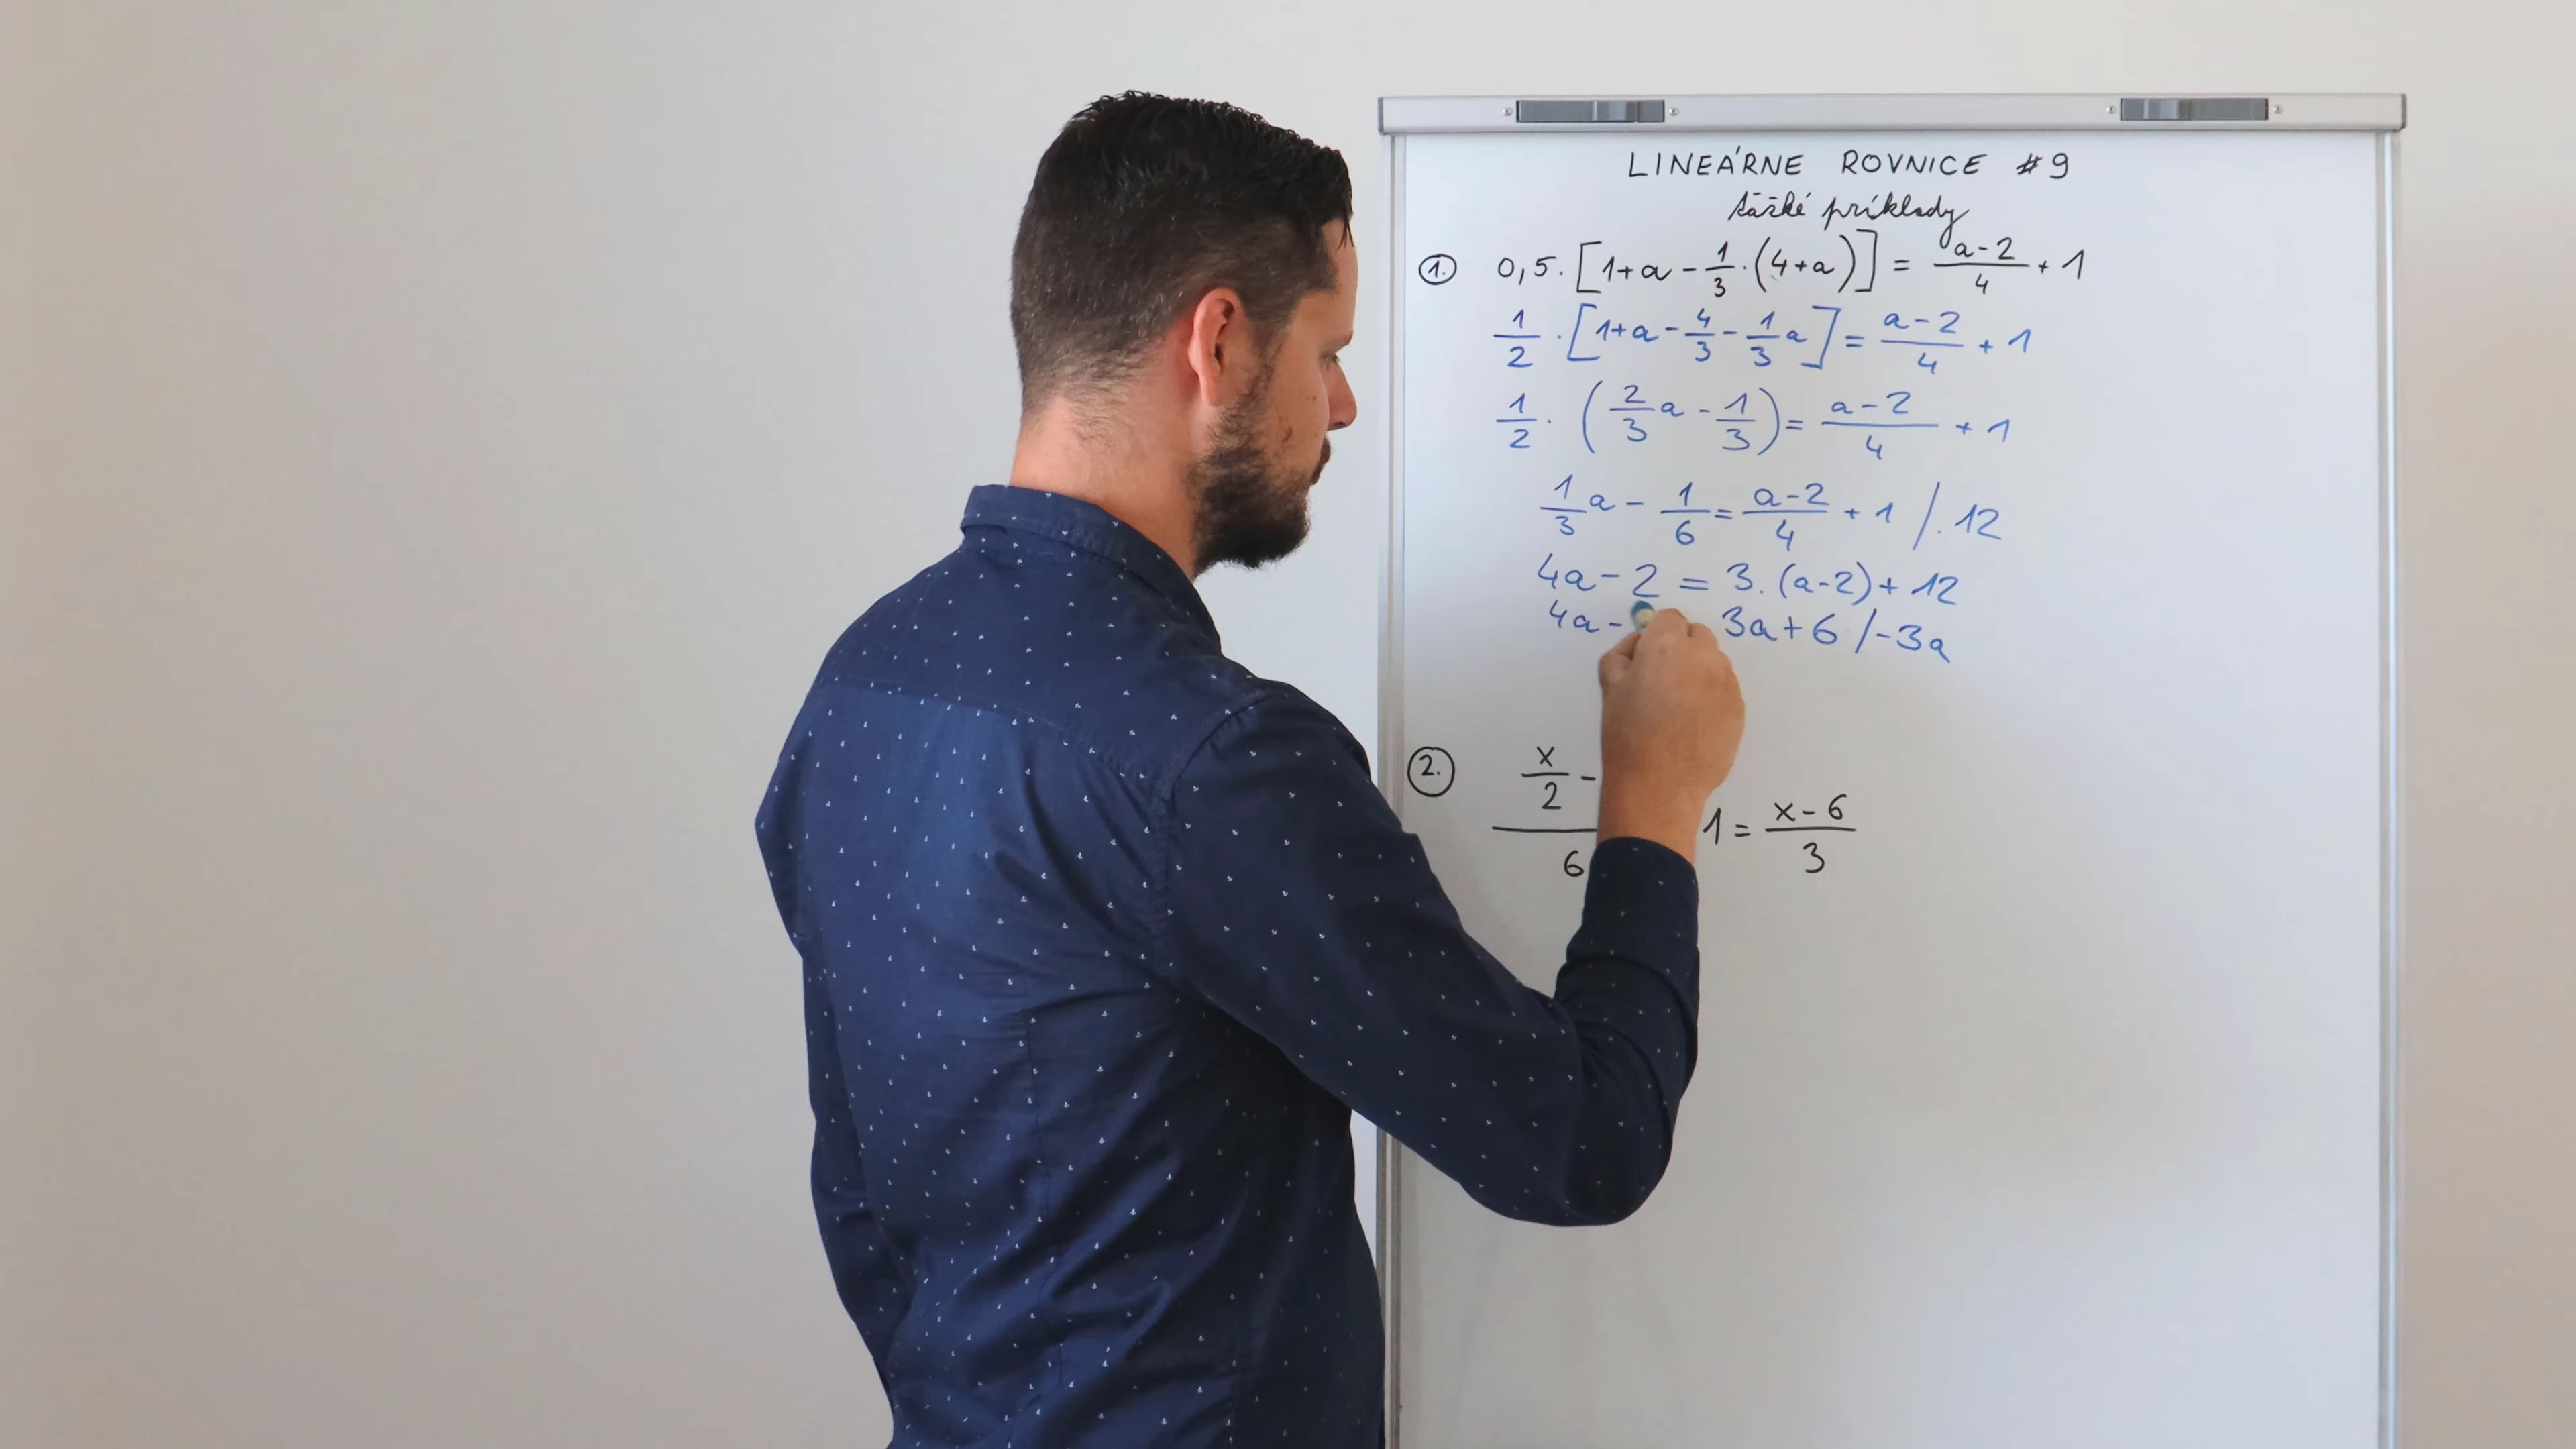 LINEÁRNE ROVNICE #9
ťažké príklady
1. 0,5 · [1+a - 1/3 · (4+a)] = a-2/4 + 1
1/2 · [1+a - 4/3 - 1/3 a] = a-2/4 + 1
1/2 · (2/3 a - 1/3) = a-2/4 + 1
1/3 a - 1/6 = a-2/4 + 1 /. 12
4a - 2 = 3. (a-2) + 12
4a - 3a + 6 / -3a
2. x/2 - / 6 1 = x-6/3